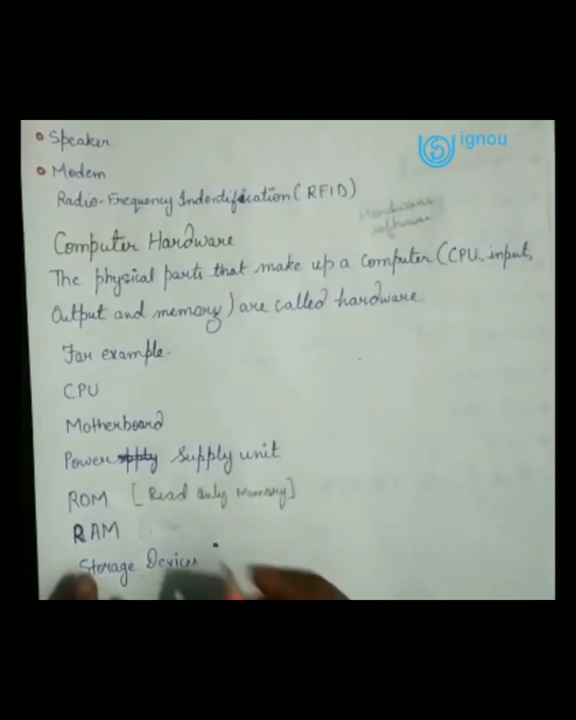 Speaker
ignou
Modem
Radio-Frequency Indentification (RFID)
Hardware
software
Computer Hardware
The physical parts that make up a computer (CPU, input,
Output and memory) are called hardware
For example.
CPU
Motherboard
Power supply unit
ROM [Read only Memory]
RAM
Storage Devices